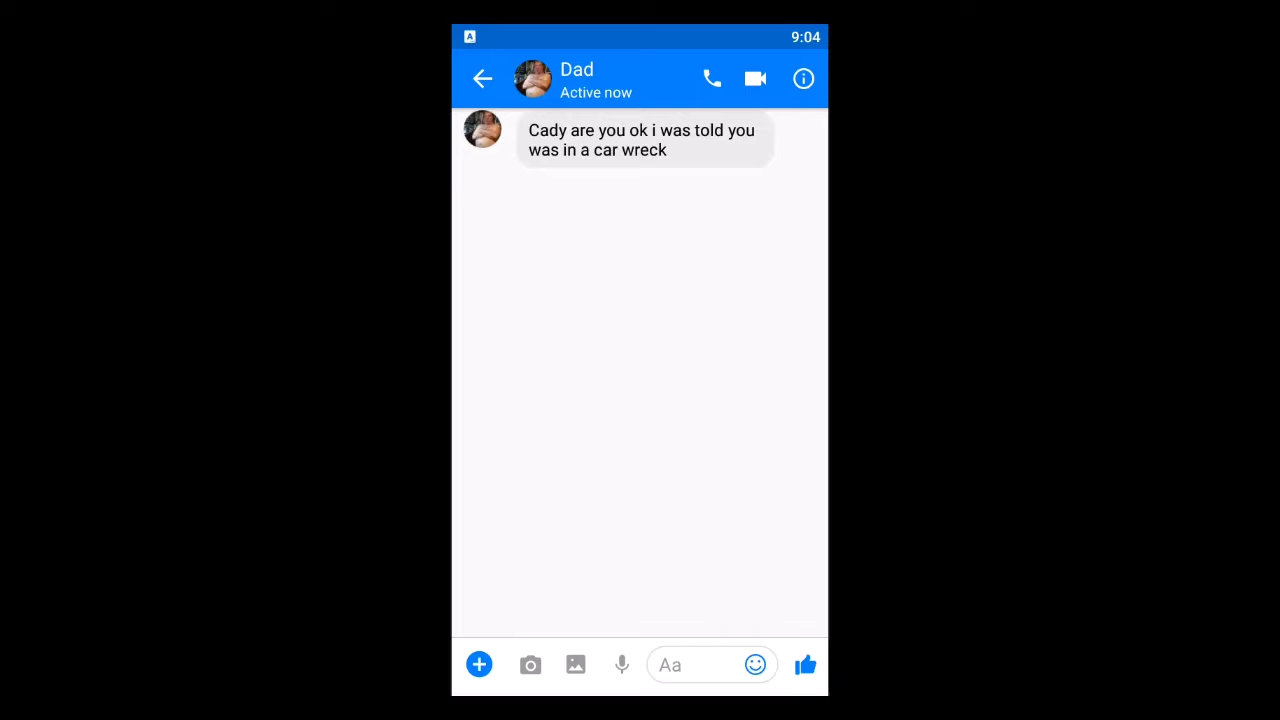 A
9:04
Dad
Active now
Cady are you ok i was told you
was in a car wreck
Aa